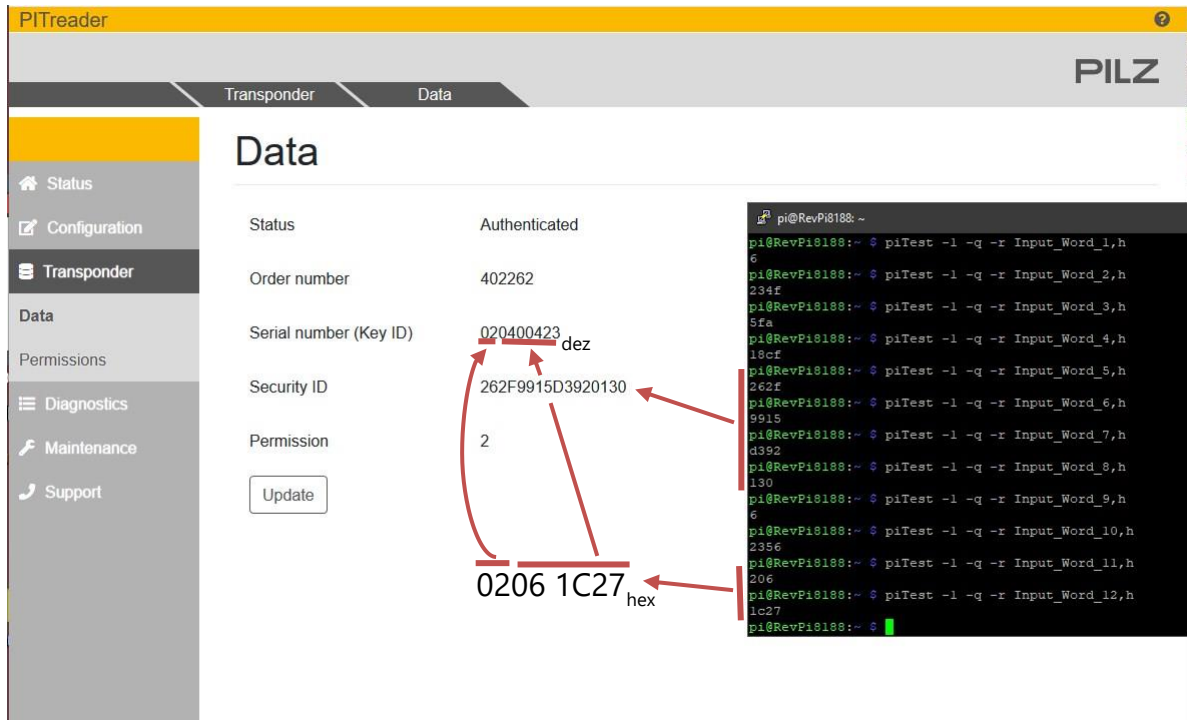 PITreader
PILZ
Transponder Data
Data
Status
Configuration
Transponder
Data
Permissions
Diagnostics
Maintenance
Support
Status Authenticated
Order number 402262
Serial number (Key ID) 020400423 dez
Security ID 262F9915D3920130
Permission 2
Update
0206 1C27 hex
pi@RevPi8188: ~
pi@RevPi8188:~ $ piTest -1 -q -r Input_Word_1,h
6
pi@RevPi8188:~ $ piTest -1 -q -r Input_Word_2,h
234f
pi@RevPi8188:~ $ piTest -1 -q -r Input_Word_3,h
5fa
pi@RevPi8188:~ $ piTest -1 -q -r Input_Word_4,h
18cf
pi@RevPi8188:~ $ piTest -1 -q -r Input_Word_5,h
262f
pi@RevPi8188:~ $ piTest -1 -q -r Input_Word_6,h
9915
pi@RevPi8188:~ $ piTest -1 -q -r Input_Word_7,h
d392
pi@RevPi8188:~ $ piTest -1 -q -r Input_Word_8,h
130
pi@RevPi8188:~ $ piTest -1 -q -r Input_Word_9,h
6
pi@RevPi8188:~ $ piTest -1 -q -r Input_Word_10,h
2356
pi@RevPi8188:~ $ piTest -1 -q -r Input_Word_11,h
206
pi@RevPi8188:~ $ piTest -1 -q -r Input_Word_12,h
1c27
pi@RevPi8188:~ $